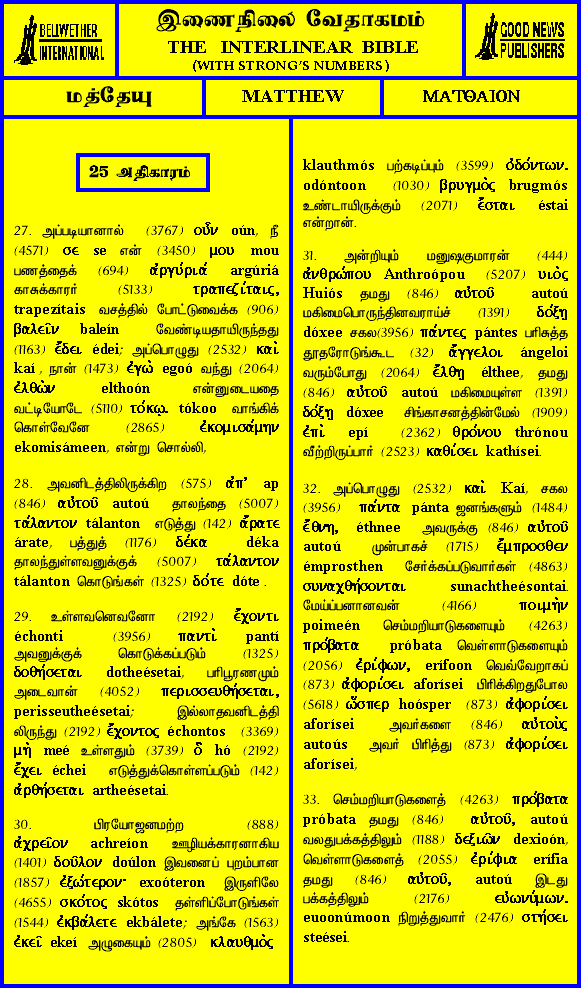 BELLWETHER
INTERNATIONAL
இணைநிலை வேதாகமம்
THE INTERLINEAR BIBLE
(WITH STRONG'S NUMBERS)
GOOD NEWS
PUBLISHERS
மத்தேயு
MATTHEW
ΜΑΤΘΑΙΟΝ
25 அதிகாரம்
27. அப்படியானால் (3767) οὖν oún, நீ
(4571) σε se என் (3450) μου mou
பணத்தைக் (694) ἀργύριά argúriá
காசுக்காரர் (5133) τραπεζίταις,
trapezítais வசத்தில் போட்டுவைக்க (906)
βαλεῖν baleín வேண்டியதாயிருந்தது
(1163) ἔδει édei; அப்பொழுது (2532) καὶ
kaí , நான் (1473) ἐγὼ egoó வந்து (2064)
ἐλθὼν elthoón என்னுடையதை
வட்டியோடே (5110) τόκῳ. tókoo வாங்கிக்
கொள்வேனே (2865) ἐκομισάμην
ekomisámeen, என்று சொல்லி,
28. அவனிடத்திலிருக்கிற (575) ἀπ' ap
(846) αὐτοῦ autoú தாலந்தை (5007)
τάλαντον tálanton எடுத்து (142) ἄρατε
árate, பத்துத் (1176) δέκα déka
தாலந்துள்ளவனுக்குக் (5007) τάλαντον
tálanton கொடுங்கள் (1325) δότε dóte .
29. உள்ளவனெவனோ (2192) ἔχοντι
échonti (3956) παντὶ pantí
அவனுக்குக் கொடுக்கப்படும் (1325)
δοθήσεται dotheésetai, பரிபூரணமும்
அடைவான் (4052) περισσευθήσεται,
perisseutheésetai; இல்லாதவனிடத்தி
லிருந்து (2192) ἔχοντος échontos (3369)
μὴ meé உள்ளதும் (3739) ὃ hó (2192)
ἔχει échei எடுத்துக்கொள்ளப்படும் (142)
ἀρθήσεται artheésetai.
30. பிரயோஜனமற்ற (888)
ἀχρεῖον achreíon ஊழியக்காரனாகிய
(1401) δοῦλον doúlon இவனைப் புறம்பான
(1857) ἐξώτερον· exoóteron இருளிலே
(4655) σκότος skótos தள்ளிப்போடுங்கள்
(1544) ἐκβάλετε ekbálete; அங்கே (1563)
ἐκεῖ ekeí அழுகையும் (2805) κλαυθμὸς
klauthmós பற்கடிப்பும் (3599) ὀδόντων.
odóntoon (1030) βρυγμὸς brugmós
உண்டாயிருக்கும் (2071) ἔσται éstai
என்றான்.
31. அன்றியும் மனுஷகுமாரன் (444)
ἀνθρώπου Anthroópou (5207) υιὸς
Huiós தமது (846) αὐτοῦ autoú
மகிமைபொருந்தினவராய்ச் (1391) δόξῃ
dóxee சகல(3956) πάντες pántes பரிசுத்த
தூதரோடுங்கூட (32) ἄγγελοι ángeloi
வரும்போது (2064) ἔλθῃ élthee, தமது
(846) αὐτοῦ autoú மகிமையுள்ள (1391)
δόξῃ dóxee சிங்காசனத்தின்மேல் (1909)
ἐπὶ epí (2362) θρόνου thrónou
வீற்றிருப்பார் (2523) καθίσει kathísei.
32. அப்பொழுது (2532) καὶ Kaí, சகல
(3956) πάντα pánta ஜனங்களும் (1484)
ἔθνη, éthnee அவருக்கு (846) αὐτοῦ
autoú முன்பாகச் (1715) ἔμπροσθεν
émprosthen சேர்க்கப்படுவார்கள் (4863)
συναχθήσονται sunachtheésontai.
மேய்ப்பனானவன் (4166) ποιμὴν
poimeén செம்மறியாடுகளையும் (4263)
πρόβατα próbata வெள்ளாடுகளையும்
(2056) ἐρίφων, erífoon வெவ்வேறாகப்
(873) ἀφορίσει aforísei பிரிக்கிறதுபோல
(5618) ὥσπερ hoósper (873) ἀφορίσει
aforísei அவர்களை (846) αὐτοὺς
autoús அவர் பிரித்து (873) ἀφορίσει
aforísei,
33. செம்மறியாடுகளைத் (4263) πρόβατα
próbata தமது (846) αὐτοῦ, autoú
வலதுபக்கத்திலும் (1188) δεξιῶν dexioón,
வெள்ளாடுகளைத் (2055) ἐρίφια erífia
தமது (846) αὐτοῦ, autoú இடது
பக்கத்திலும் (2176) εὐωνύμων.
euoonúmoon நிறுத்துவார் (2476) στήσει
steései.